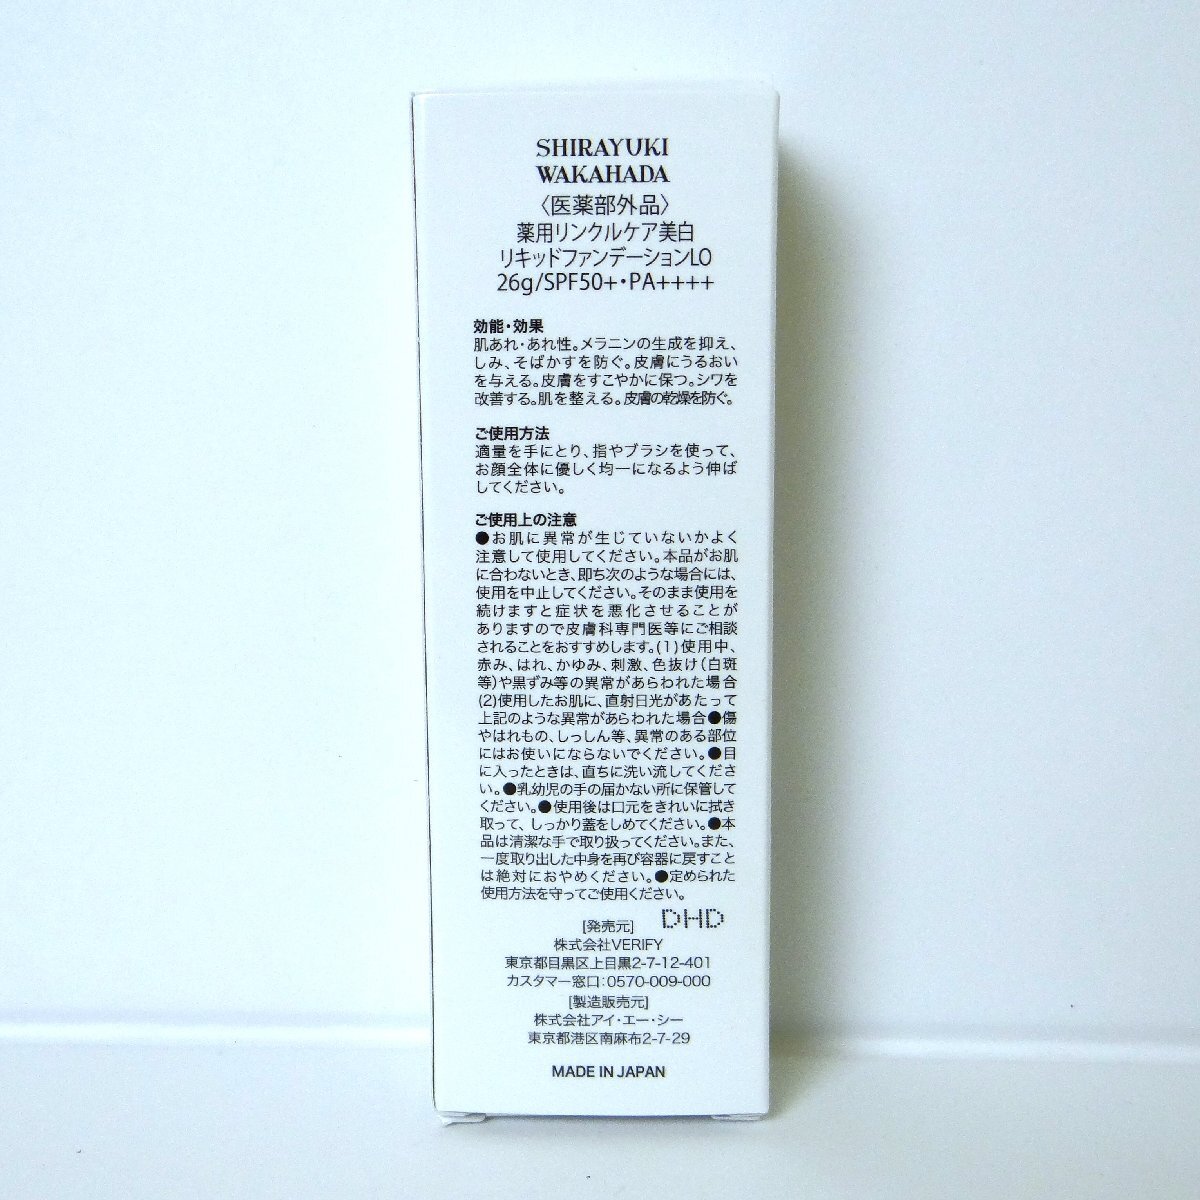 SHIRAYUKI
WAKAHADA
〈医薬部外品〉
薬用リンクルケア美白
リキッドファンデーションLO
26g/SPF50+・PA++++
効能・効果
肌あれ・あれ性。メラニンの生成を抑え、
しみ、そばかすを防ぐ。皮膚にうるおい
を与える。皮膚をすこやかに保つ。シワを
改善する。肌を整える。皮膚の乾燥を防ぐ。
ご使用方法
適量を手にとり、指やブラシを使って、
お顔全体に優しく均一になるよう伸ば
してください。
ご使用上の注意
●お肌に異常が生じていないかよく
注意して使用してください。本品がお肌
に合わないとき、即ち次のような場合には、
使用を中止してください。そのまま使用を
続けますと症状を悪化させることが
ありますので皮膚科専門医等にご相談
されることをおすすめします。(1)使用中、
赤み、はれ、かゆみ、刺激、色抜け(白斑
等)や黒ずみ等の異常があらわれた場合
(2)使用したお肌に、直射日光があたって
上記のような異常があらわれた場合●傷
やはれもの、しっしん等、異常のある部位
にはお使いにならないでください。●目
に入ったときは、直ちに洗い流してくださ
い。●乳幼児の手の届かない所に保管して
ください。●使用後は口元をきれいに拭き
取って、しっかり蓋をしめてください。●本
品は清潔な手で取り扱ってください。また、
一度取り出した中身を再び容器に戻すこと
は絶対におやめください。●定められた
使用方法を守ってご使用ください。
DHD
[発売元]
株式会社VERIFY
東京都目黒区上目黒2-7-12-401
カスタマー窓口:0570-009-000
[製造販売元]
株式会社アイ・エー・シー
東京都港区南麻布2-7-29
MADE IN JAPAN